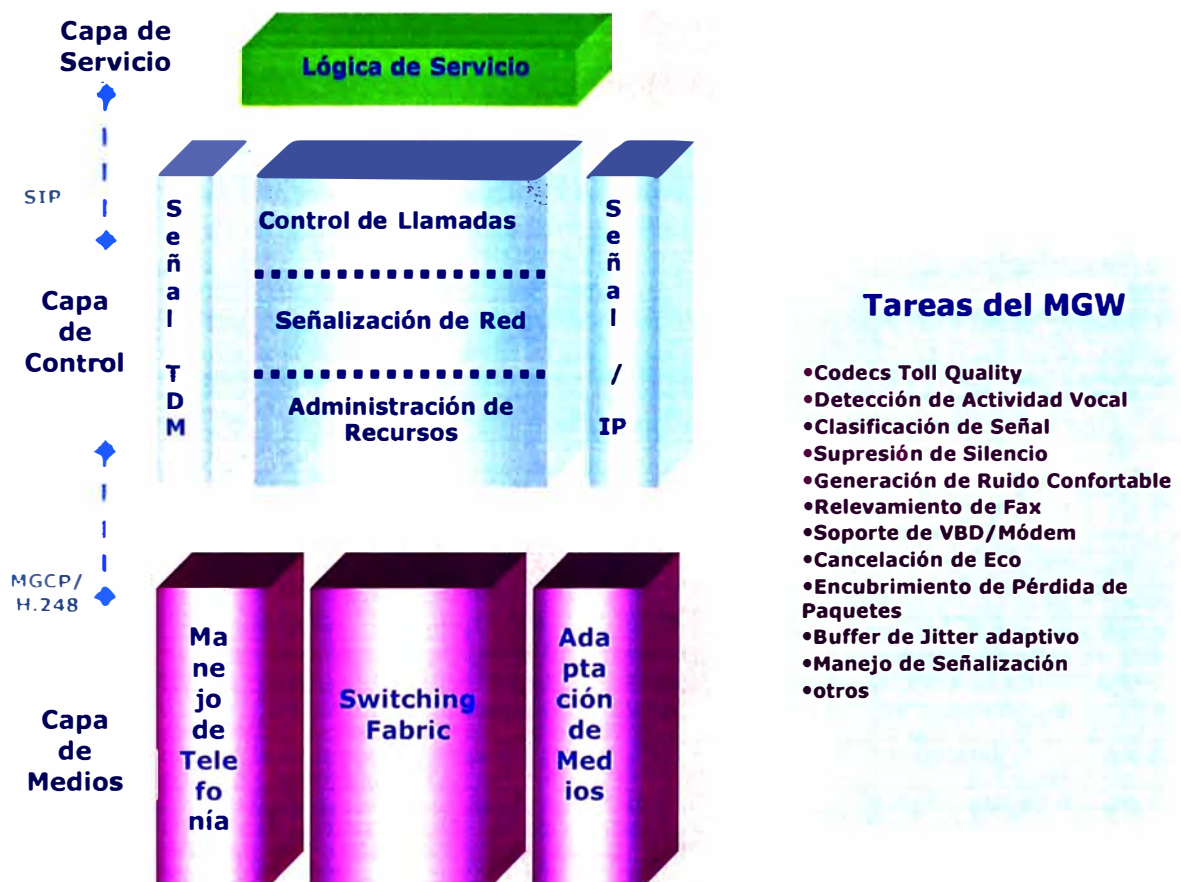 Capa de
Servicio
Lógica de Servicio
SIP
Capa
de
Control
S
e
ñ
a
l
T
D
M
Control de Llamadas
Señalización de Red
Administración de
Recursos
S
e
ñ
a
l
/
IP
MGCP/
H.248
Capa
de
Medios
Ma
ne
jo
de
Tele
fo
nía
Switching
Fabric
Ada
pta
ción
de
Med
ios
Tareas del MGW
•Codecs Toll Quality
•Detección de Actividad Vocal
•Clasificación de Señal
•Supresión de Silencio
•Generación de Ruido Confortable
•Relevamiento de Fax
•Soporte de VBD/Módem
•Cancelación de Eco
•Encubrimiento de Pérdida de
Paquetes
•Buffer de Jitter adaptivo
•Manejo de Señalización
•otros